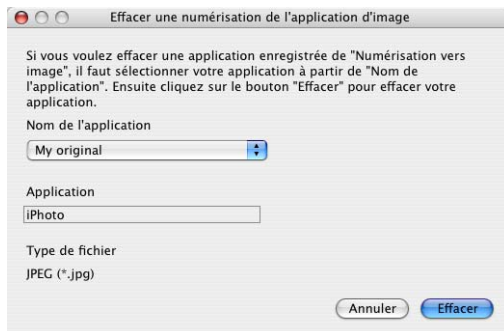 Effacer une numérisation de l'application d'image
Si vous voulez effacer une application enregistrée de "Numérisation vers
image", il faut sélectionner votre application à partir de "Nom de
l'application". Ensuite cliquez sur le bouton "Effacer" pour effacer votre
application.
Nom de l'application
My original
Application
iPhoto
Type de fichier
JPEG (*.jpg)
Annuler Effacer